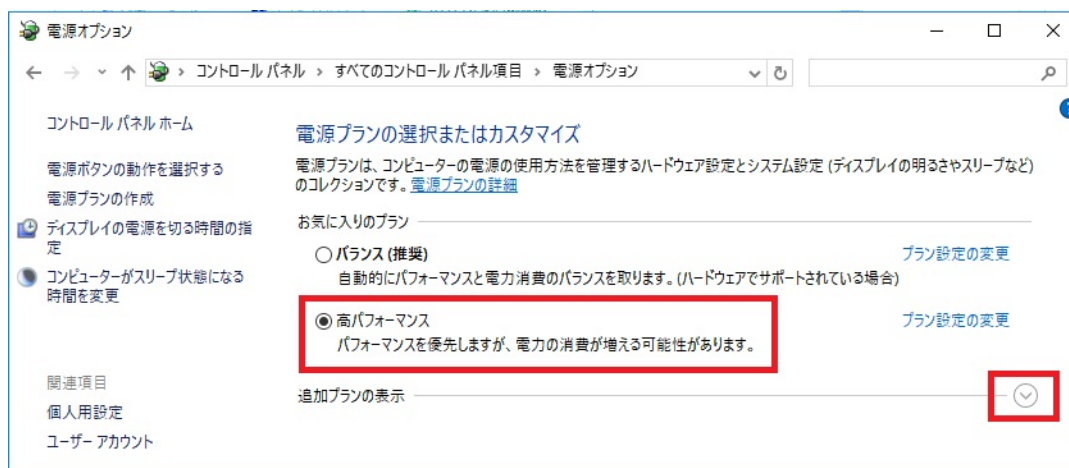 電源オプション
コントロール パネル › すべてのコントロール パネル項目 › 電源オプション
コントロール パネル ホーム
電源ボタンの動作を選択する
電源プランの作成
ディスプレイの電源を切る時間の指
定
コンピューターがスリープ状態になる
時間を変更
関連項目
個人用設定
ユーザー アカウント
電源プランの選択またはカスタマイズ
電源プランは、コンピューターの電源の使用方法を管理するハードウェア設定とシステム設定 (ディスプレイの明るさやスリープなど)
のコレクションです。電源プランの詳細
お気に入りのプラン
バランス (推奨) プラン設定の変更
自動的にパフォーマンスと電力消費のバランスを取ります。(ハードウェアでサポートされている場合)
高パフォーマンス プラン設定の変更
パフォーマンスを優先しますが、電力の消費が増える可能性があります。
追加プランの表示